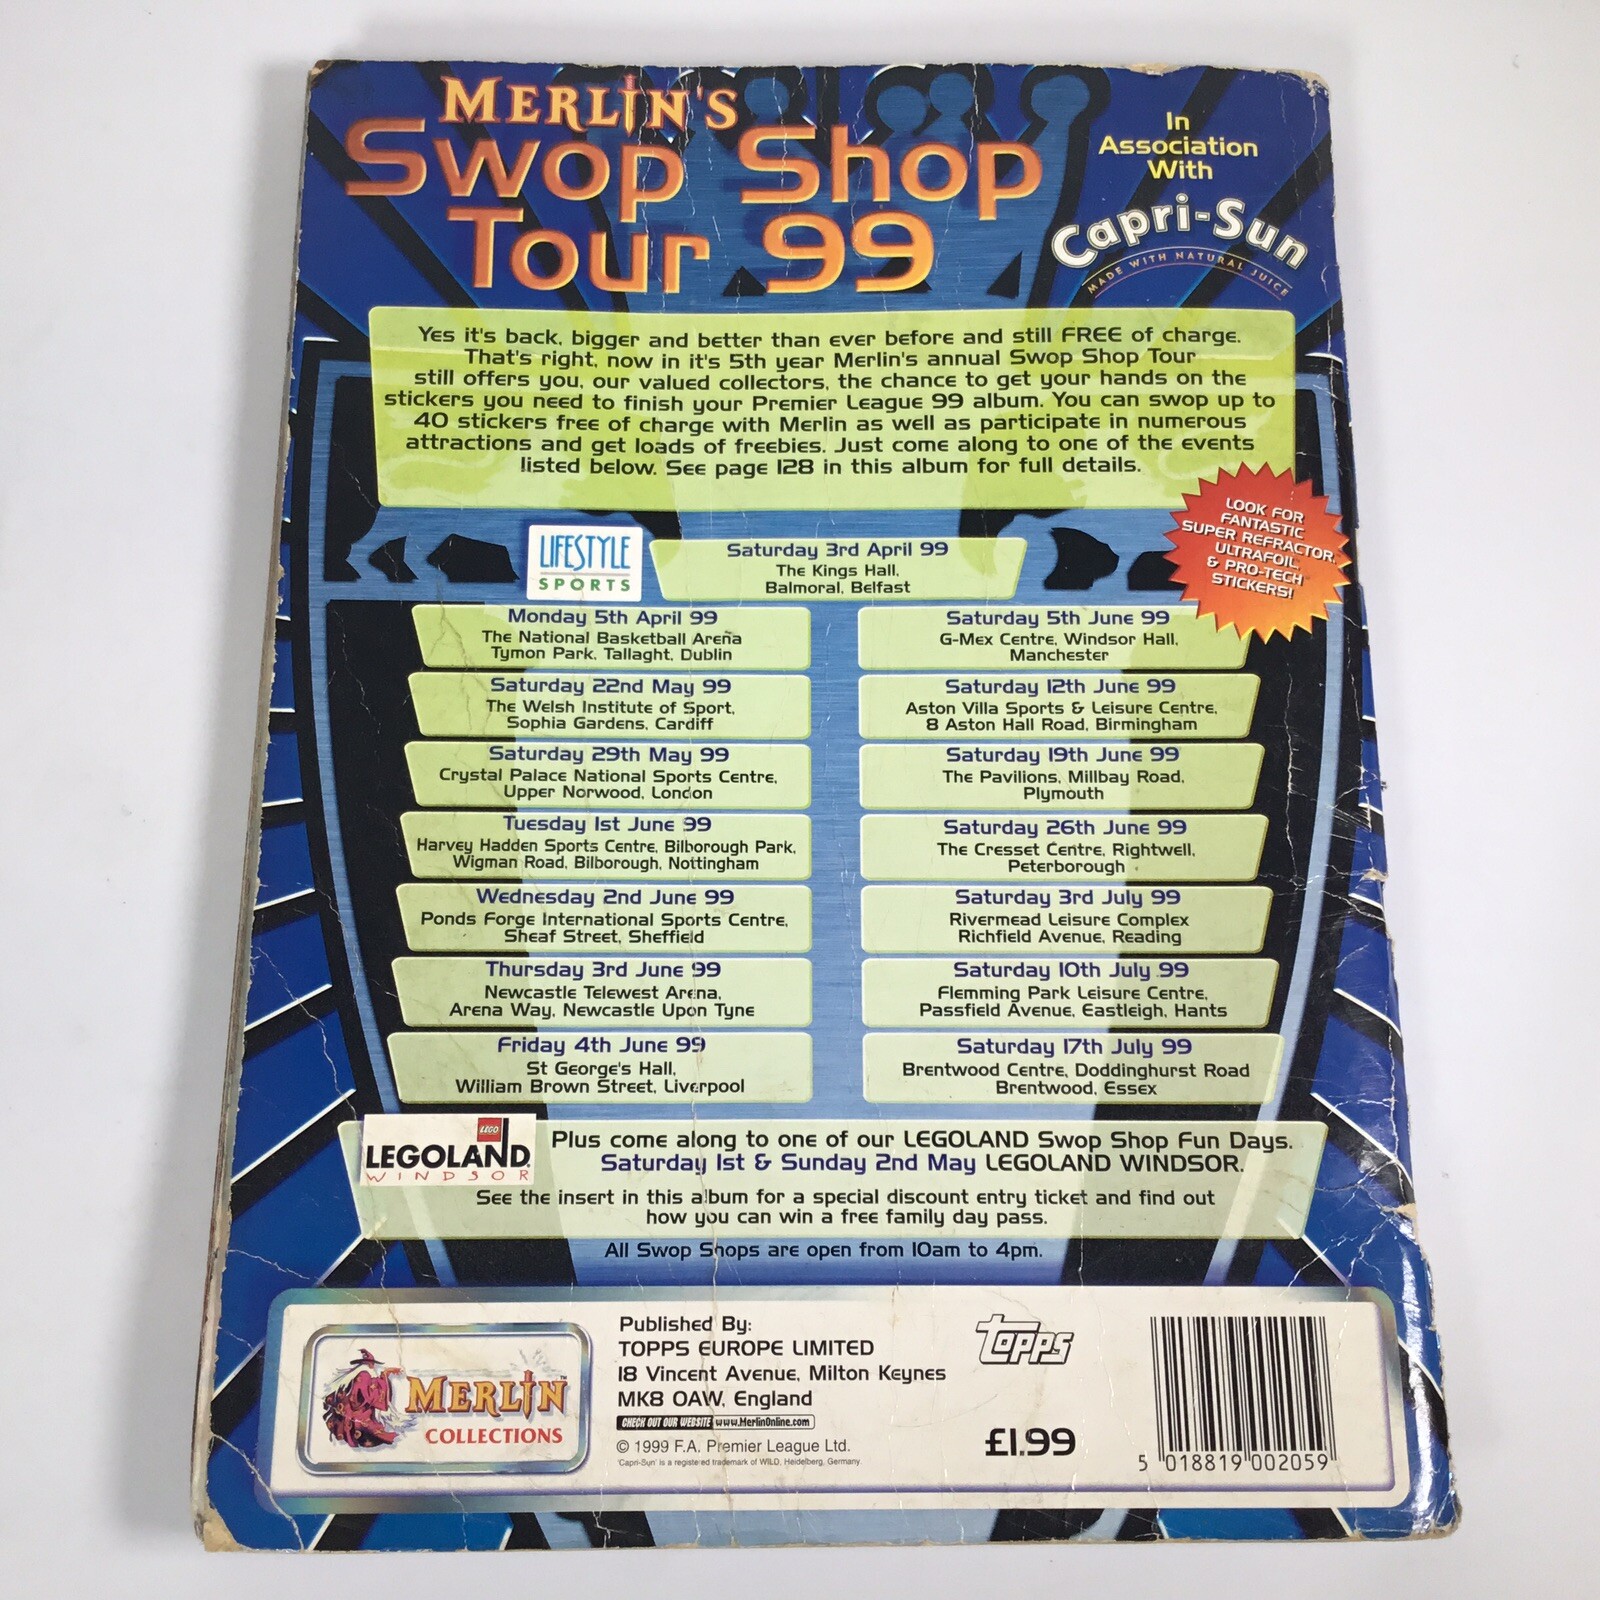 MERLIN'S
SWOP SHOP
TOUR 99
In
Association
With
Capri-Sun
MADE WITH NATURAL JUICE
Yes it's back, bigger and better than ever before and still FREE of charge.
That's right, now in it's 5th year Merlin's annual Swop Shop Tour
still offers you, our valued collectors, the chance to get your hands on the
stickers you need to finish your Premier League 99 album. You can swop up to
40 stickers free of charge with Merlin as well as participate in numerous
attractions and get loads of freebies. Just come along to one of the events
listed below. See page 128 in this album for full details.
LOOK FOR
FANTASTIC
SUPER REFRACTOR,
ULTRAFOIL,
& PRO-TECH
STICKERS!
LIFESTYLE
SPORTS
Saturday 3rd April 99
The Kings Hall,
Balmoral, Belfast
Monday 5th April 99
The National Basketball Arena
Tymon Park, Tallaght, Dublin
Saturday 22nd May 99
The Welsh Institute of Sport,
Sophia Gardens, Cardiff
Saturday 29th May 99
Crystal Palace National Sports Centre,
Upper Norwood, London
Tuesday 1st June 99
Harvey Hadden Sports Centre, Bilborough Park,
Wigman Road, Bilborough, Nottingham
Wednesday 2nd June 99
Ponds Forge International Sports Centre,
Sheaf Street, Sheffield
Thursday 3rd June 99
Newcastle Telewest Arena,
Arena Way, Newcastle Upon Tyne
Friday 4th June 99
St George's Hall,
William Brown Street, Liverpool
Saturday 5th June 99
G-Mex Centre, Windsor Hall,
Manchester
Saturday 12th June 99
Aston Villa Sports & Leisure Centre,
8 Aston Hall Road, Birmingham
Saturday 19th June 99
The Pavilions, Millbay Road,
Plymouth
Saturday 26th June 99
The Cresset Centre, Rightwell,
Peterborough
Saturday 3rd July 99
Rivermead Leisure Complex
Richfield Avenue, Reading
Saturday 10th July 99
Flemming Park Leisure Centre,
Passfield Avenue, Eastleigh, Hants
Saturday 17th July 99
Brentwood Centre, Doddinghurst Road
Brentwood, Essex
LEGO
LEGOLAND
WINDSOR
Plus come along to one of our LEGOLAND Swop Shop Fun Days.
Saturday 1st & Sunday 2nd May LEGOLAND WINDSOR.
See the insert in this album for a special discount entry ticket and find out
how you can win a free family day pass.
All Swop Shops are open from 10am to 4pm.
MERLIN™
COLLECTIONS
Published By:
TOPPS EUROPE LIMITED
18 Vincent Avenue, Milton Keynes
MK8 OAW, England
CHECK OUT OUR WEBSITE www.MerlinOnline.com
© 1999 F.A. Premier League Ltd.
'Capri-Sun' is a registered trademark of WILD, Heidelberg, Germany.
Topps
£1.99
5 018819 002059